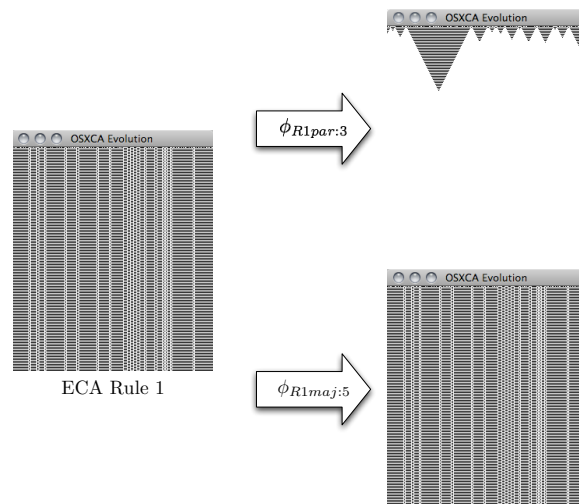 OSXCA Evolution
ϕR1par:3
OSXCA Evolution
OSXCA Evolution
ECA Rule 1
ϕR1maj:5